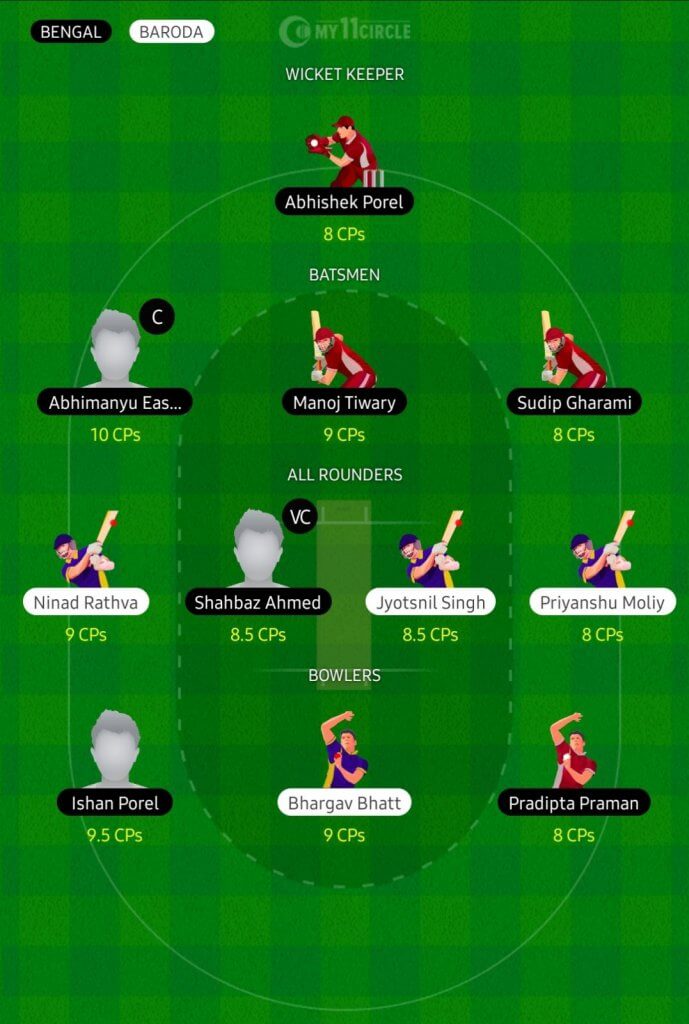 BENGAL BARODA MY11CIRCLE
WICKET KEEPER
Abhishek Porel
8 CPs
BATSMEN
C
Abhimanyu Eas... Manoj Tiwary Sudip Gharami
10 CPs 9 CPs 8 CPs
ALL ROUNDERS
VC
Ninad Rathva Shahbaz Ahmed Jyotsnil Singh Priyanshu Moliy
9 CPs 8.5 CPs 8.5 CPs 8 CPs
BOWLERS
Ishan Porel Bhargav Bhatt Pradipta Praman
9.5 CPs 9 CPs 8 CPs